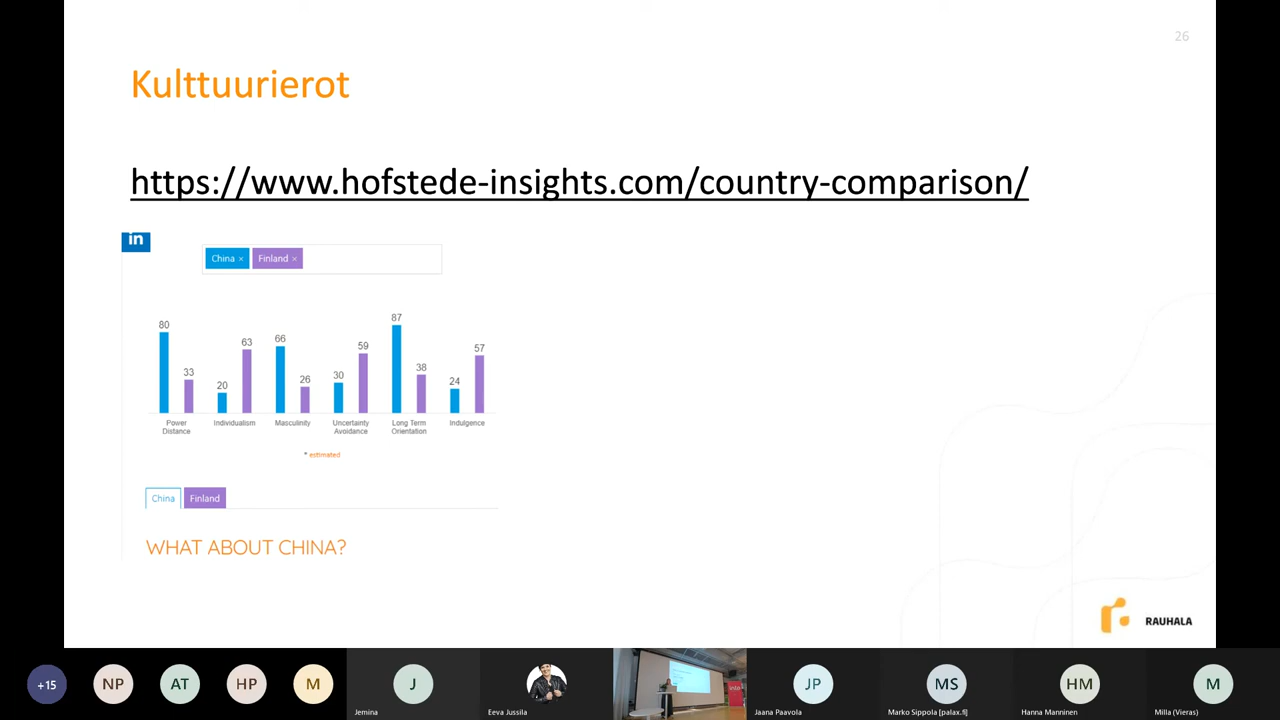 26
Kulttuurierot
https://www.hofstede-insights.com/country-comparison/
in
China × Finland ×
80 33 20 63 66 26 30 59 87 38 24 57
Power Distance
Individualism
Masculinity
Uncertainty Avoidance
Long Term Orientation
Indulgence
* estimated
China Finland
WHAT ABOUT CHINA?
RAUHALA
+15 NP AT HP M J JP MS HM M
Jemina
Eeva Jussila
Jaana Paavola
Marko Sippola [palax.fi]
Hanna Manninen
Milla (Vieras)